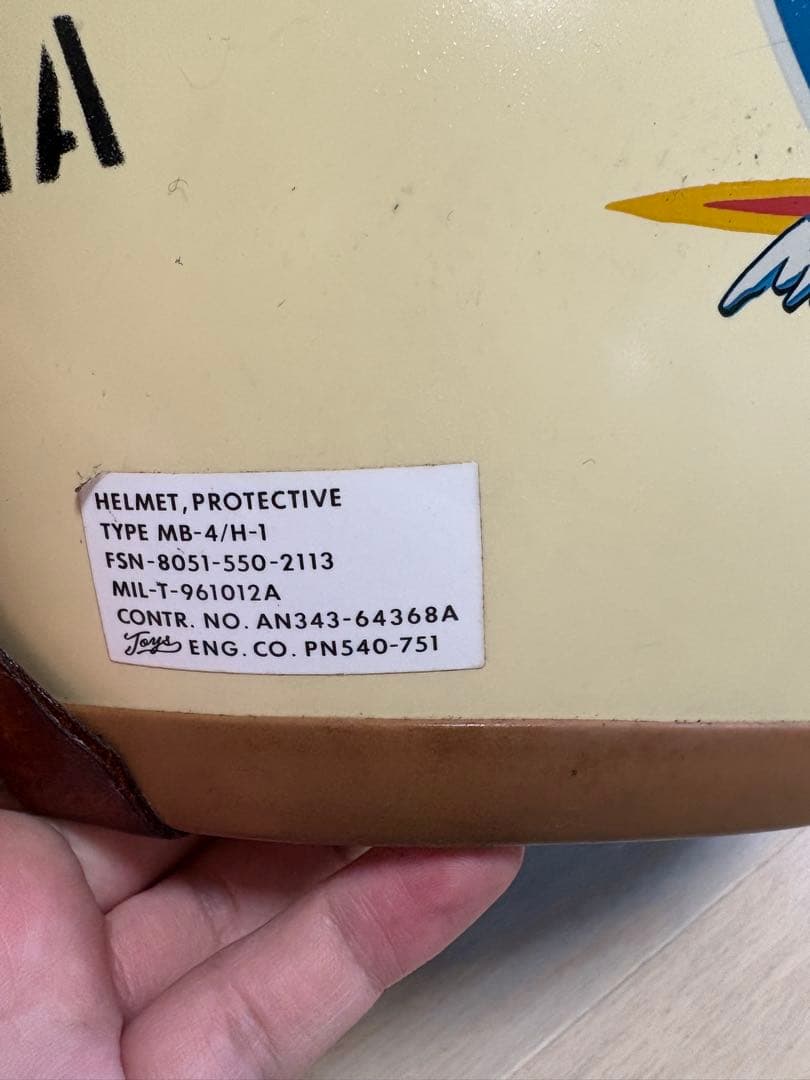 A
HELMET, PROTECTIVE
TYPE MB-4/H-1
FSN-8051-550-2113
MIL-T-961012A
CONTR. NO. AN343-64368A
Toys ENG. CO. PN540-751